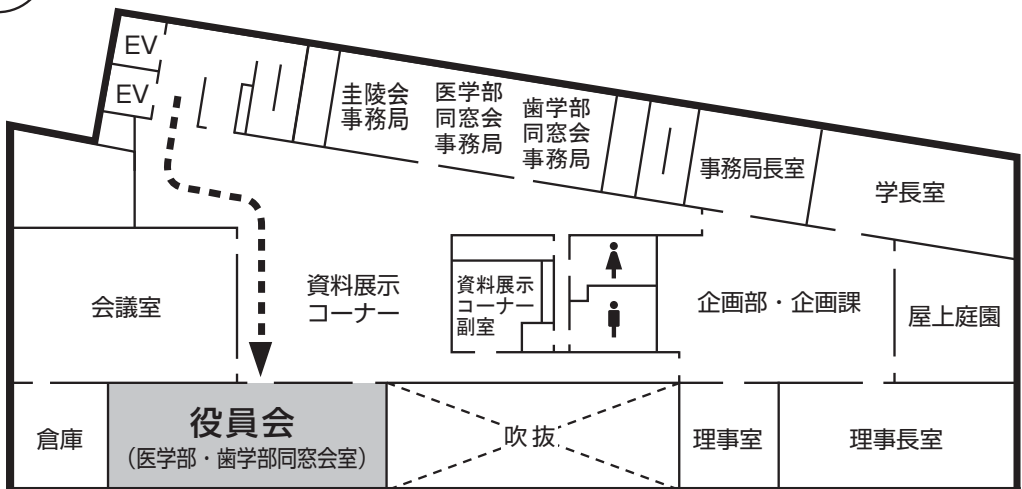 EV
EV
圭陵会
事務局
医学部
同窓会
事務局
歯学部
同窓会
事務局
事務局長室
学長室
会議室
資料展示
コーナー
資料展示
コーナー
副室
企画部・企画課
屋上庭園
倉庫
役員会
（医学部・歯学部同窓会室）
吹抜
理事室
理事長室